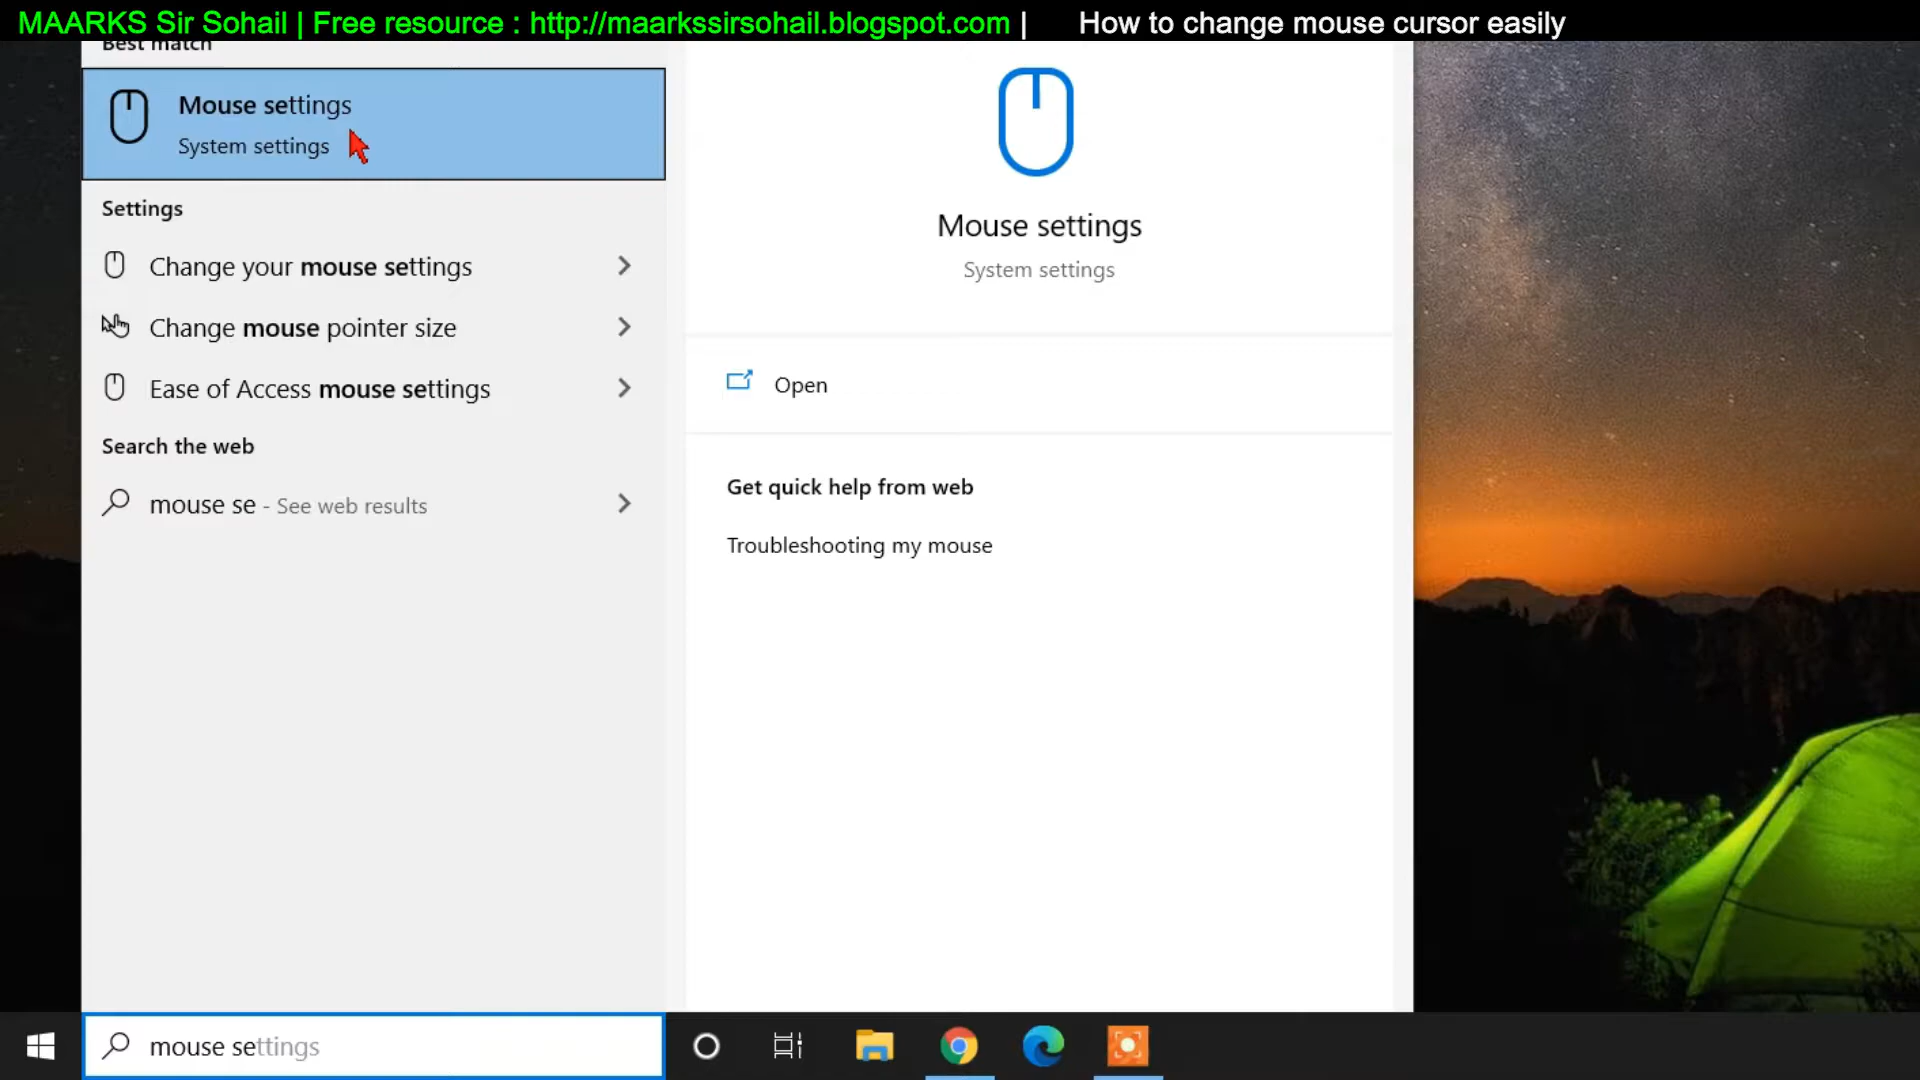 MAARKS Sir Sohail | Free resource : http://maarkssirsohail.blogspot.com | How to change mouse cursor easily
Best match
Mouse settings
System settings
Settings
Change your mouse settings
Change mouse pointer size
Ease of Access mouse settings
Search the web
mouse se - See web results
Mouse settings
System settings
Open
Get quick help from web
Troubleshooting my mouse
mouse settings